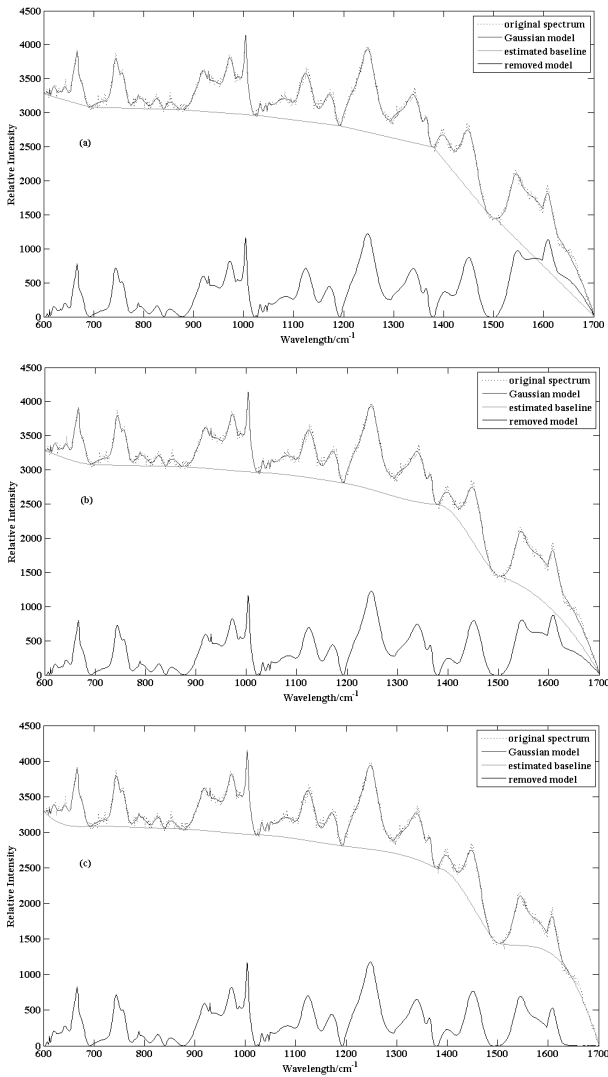 4500
4000
3500
3000
2500
2000
1500
1000
500
0
Relative Intensity
(a)
original spectrum
Gaussian model
estimated baseline
removed model
600 700 800 900 1000 1100 1200 1300 1400 1500 1600 1700
Wavelength/cm-1
4500
4000
3500
3000
2500
2000
1500
1000
500
0
Relative Intensity
(b)
original spectrum
Gaussian model
estimated baseline
removed model
600 700 800 900 1000 1100 1200 1300 1400 1500 1600 1700
Wavelength/cm-1
4500
4000
3500
3000
2500
2000
1500
1000
500
0
Relative Intensity
(c)
original spectrum
Gaussian model
estimated baseline
removed model
600 700 800 900 1000 1100 1200 1300 1400 1500 1600 1700
Wavelength/cm-1